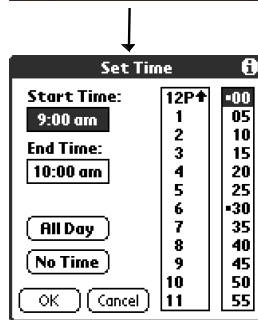 Set Time i
Start Time:
9:00 am
End Time:
10:00 am
All Day
No Time
OK Cancel
12P
1
2
3
4
5
6
7
8
9
10
11
00
05
10
15
20
25
30
35
40
45
50
55